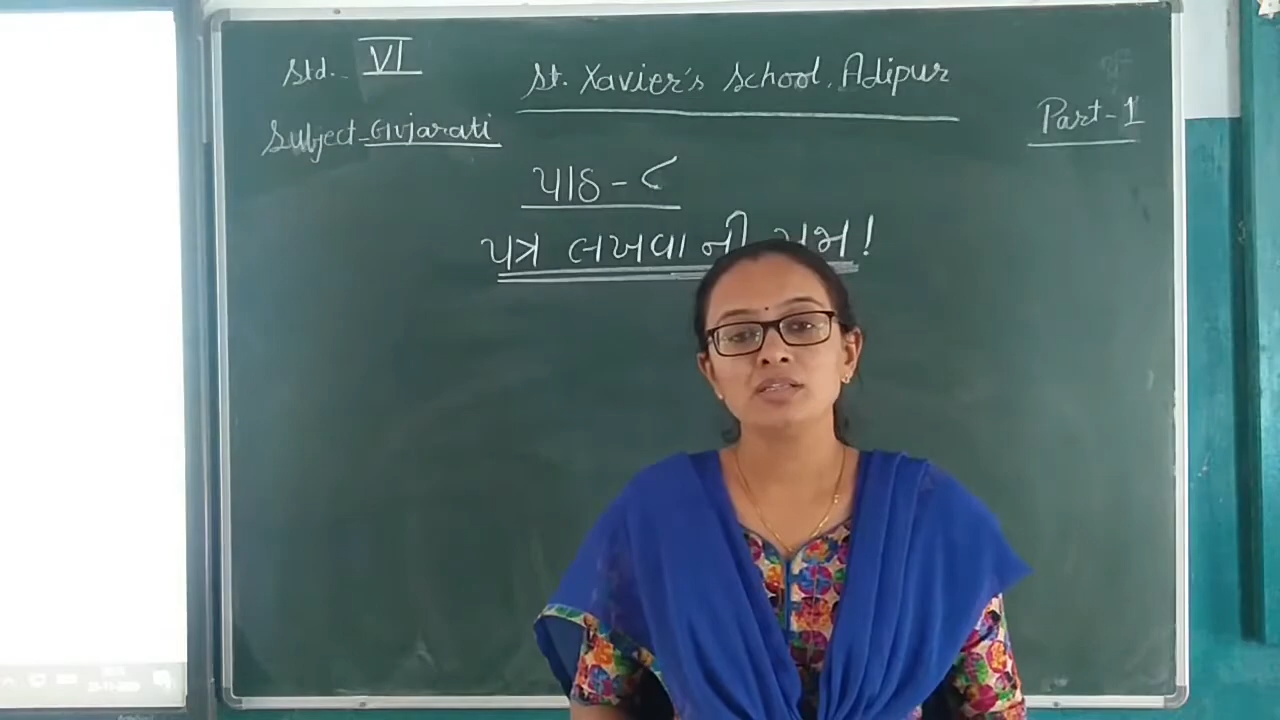 Std. VI
St. Xavier's School, Adipur
Subject - Gujarati
Part - 1
પાઠ - ૮
પત્ર લખવાની !